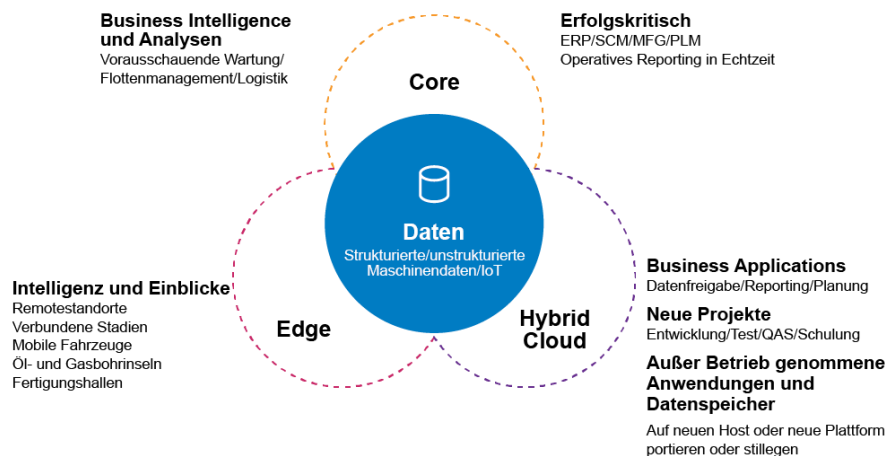 Business Intelligence
und Analysen
Vorausschauende Wartung/
Flottenmanagement/Logistik
Erfolgskritisch
ERP/SCM/MFG/PLM
Operatives Reporting in Echtzeit
Core
Daten
Strukturierte/unstrukturierte
Maschinendaten/IoT
Intelligenz und Einblicke
Remotestandorte
Verbundene Stadien
Mobile Fahrzeuge
Öl- und Gasbohrinseln
Fertigungshallen
Edge
Hybrid
Cloud
Business Applications
Datenfreigabe/Reporting/Planung
Neue Projekte
Entwicklung/Test/QAS/Schulung
Außer Betrieb genommene
Anwendungen und
Datenspeicher
Auf neuen Host oder neue Plattform
portieren oder stillegen